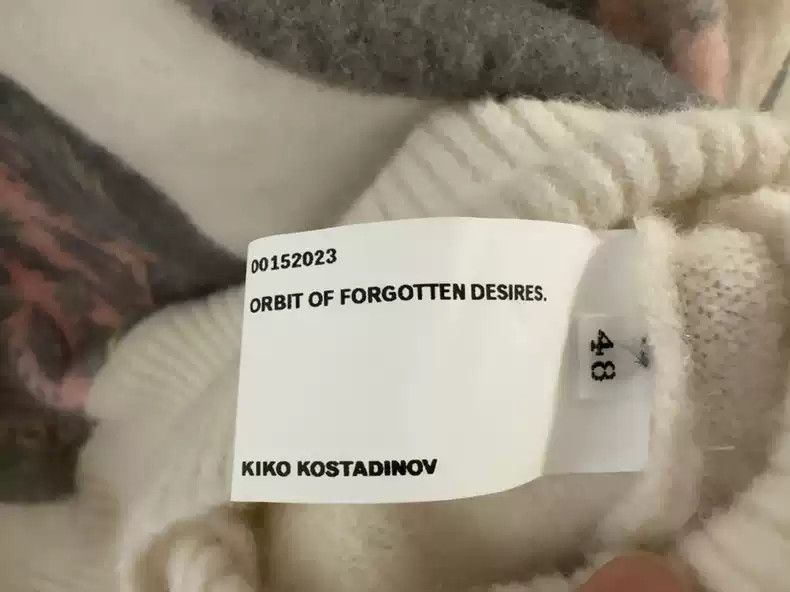 00152023
ORBIT OF FORGOTTEN DESIRES.
KIKO KOSTADINOV
48